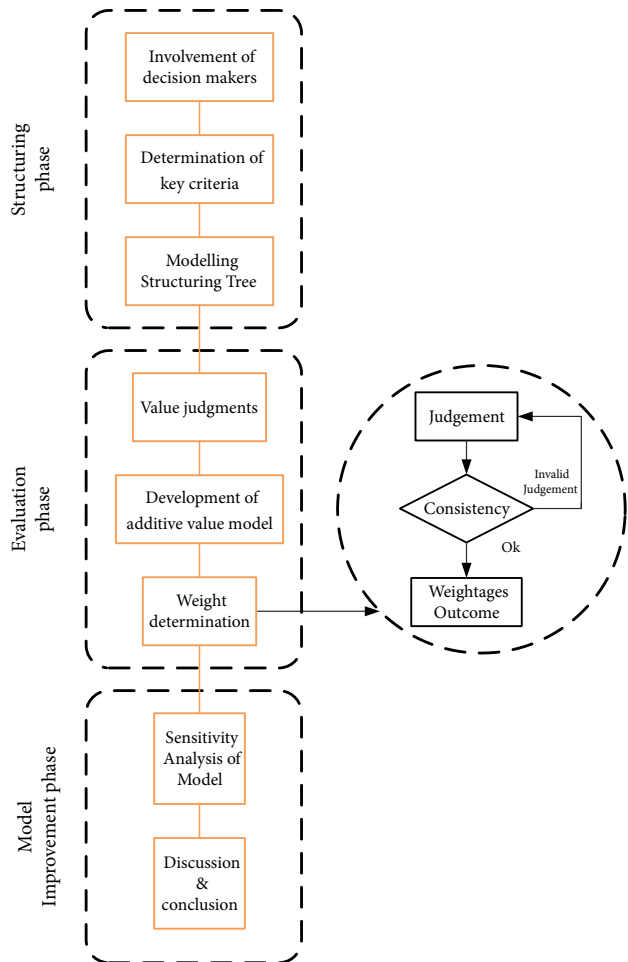 Structuring
phase
Involvement of
decision makers
Determination of
key criteria
Modelling
Structuring Tree
Evaluation
phase
Value judgments
Development of
additive value model
Weight
determination
Judgement
Consistency
Invalid
Judgement
Ok
Weightages
Outcome
Model
Improvement phase
Sensitivity
Analysis of
Model
Discussion
&
conclusion